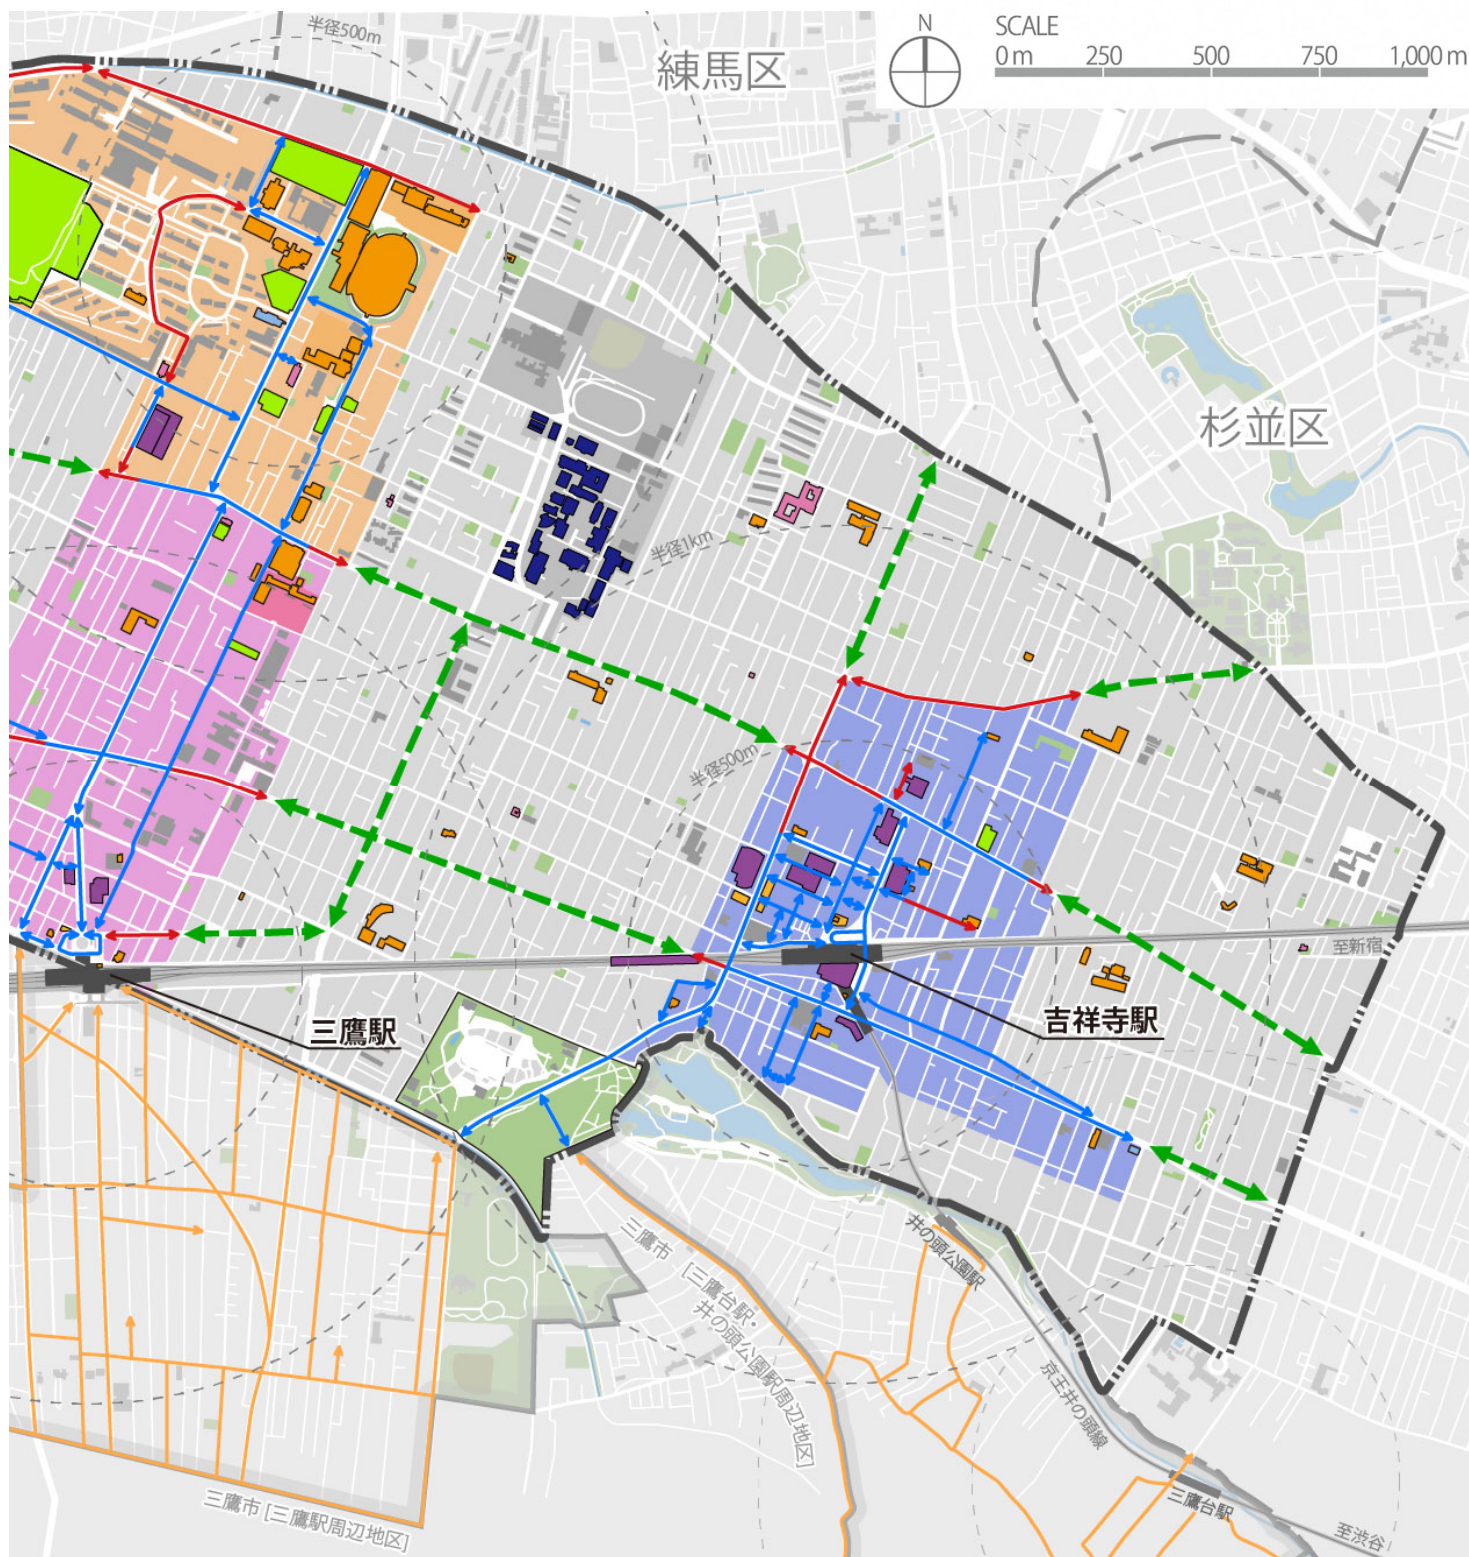 半径500m
練馬区
N
SCALE
0 m 250 500 750 1,000 m
杉並区
半径1km
半径500m
至新宿
三鷹駅
吉祥寺駅
井の頭公園駅
三鷹市 [三鷹台駅・
井の頭公園駅周辺地区]
京王井の頭線
三鷹台駅
至渋谷
三鷹市 [三鷹駅周辺地区]